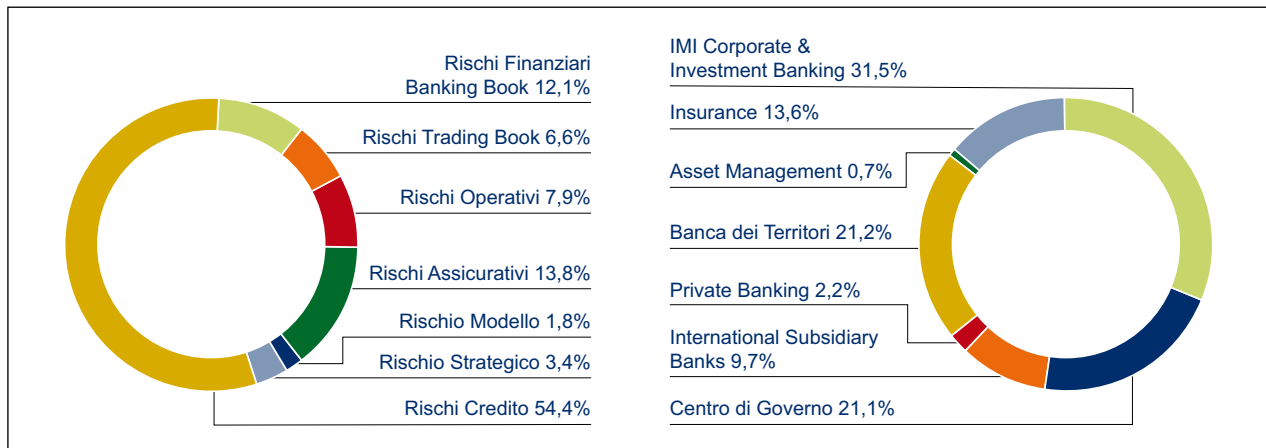 Rischi Finanziari
Banking Book 12,1%
Rischi Trading Book 6,6%
Rischi Operativi 7,9%
Rischi Assicurativi 13,8%
Rischio Modello 1,8%
Rischio Strategico 3,4%
Rischi Credito 54,4%
IMI Corporate &
Investment Banking 31,5%
Insurance 13,6%
Asset Management 0,7%
Banca dei Territori 21,2%
Private Banking 2,2%
International Subsidiary
Banks 9,7%
Centro di Governo 21,1%